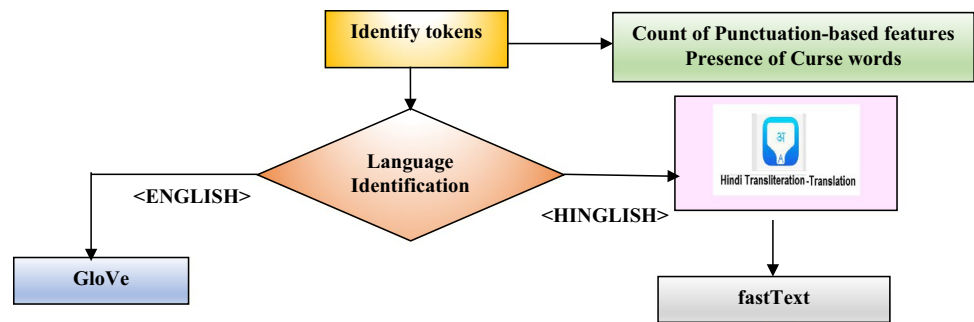 Identify tokens
Count of Punctuation-based features
Presence of Curse words
Language
Identification
<ENGLISH>
<HINGLISH>
अ
A
Hindi Transliteration -Translation
GloVe
fastText